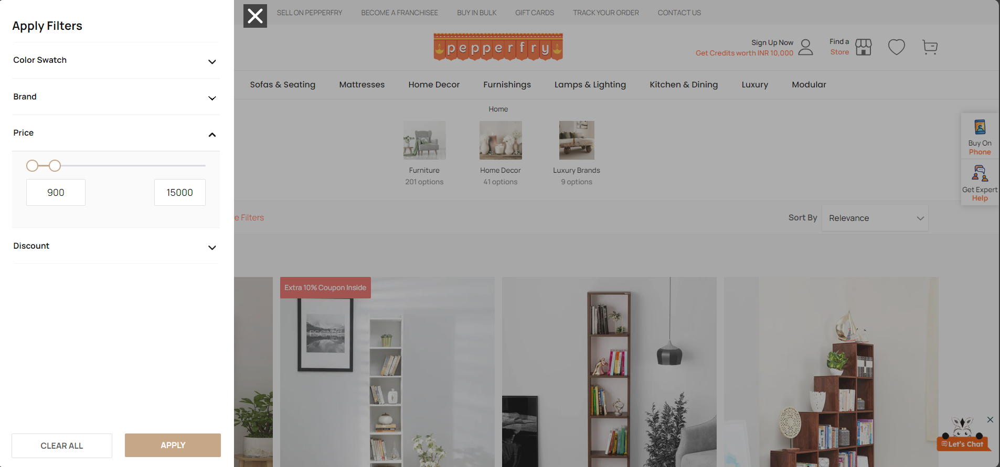 Apply Filters
Color Swatch
Brand
Price
900
15000
Discount
CLEAR ALL
APPLY
SELL ON PEPPERFRY
BECOME A FRANCHISEE
BUY IN BULK
GIFT CARDS
TRACK YOUR ORDER
CONTACT US
pepperfry
Sign Up Now
Get Credits worth INR 10,000
Find a
Store
Sofas & Seating
Mattresses
Home Decor
Furnishings
Lamps & Lighting
Kitchen & Dining
Luxury
Modular
Home
Furniture
201 options
Home Decor
41 options
Luxury Brands
9 options
Buy On
Phone
Get Expert
Help
e Filters
Sort By
Relevance
Extra 10% Coupon Inside
ESCAPE
Let's Chat